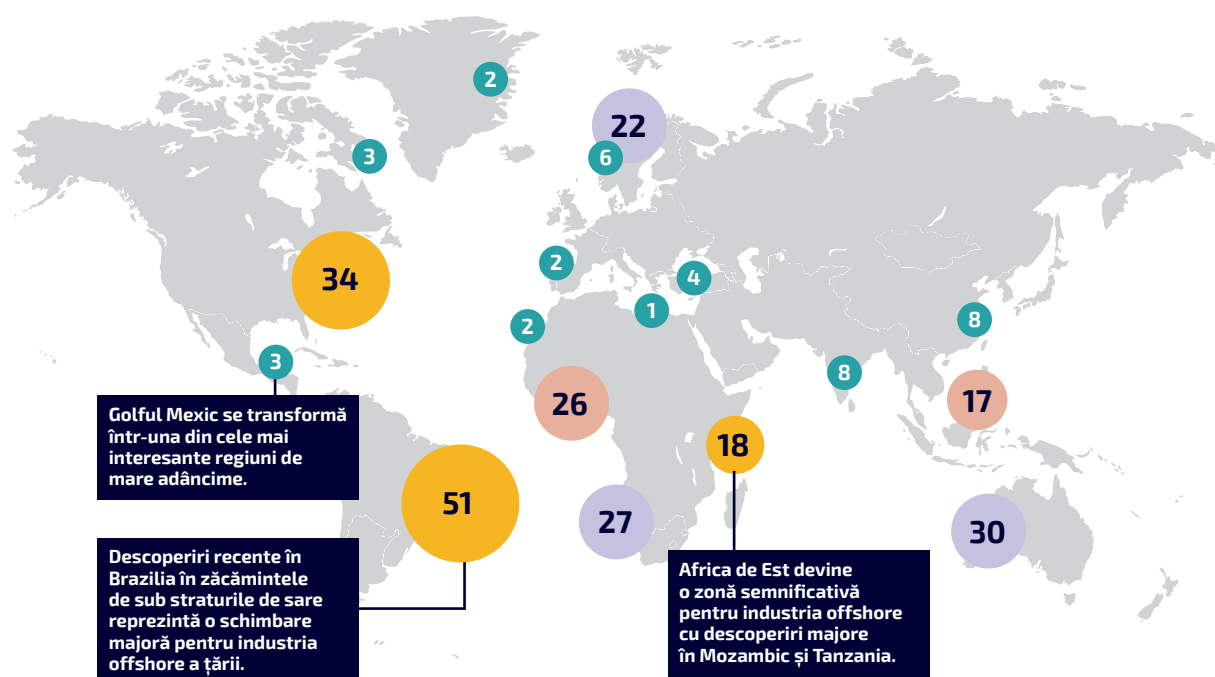 2
22
3
6
34
2
4
1
2
8
3
8
26
17
Golful Mexic se transformă
într-una din cele mai
interesante regiuni de
mare adâncime.
18
51
27
30
Descoperiri recente în
Brazilia în zăcămintele
de sub straturile de sare
reprezintă o schimbare
majoră pentru industria
offshore a țării.
Africa de Est devine
o zonă semnificativă
pentru industria offshore
cu descoperiri majore
în Mozambic și Tanzania.